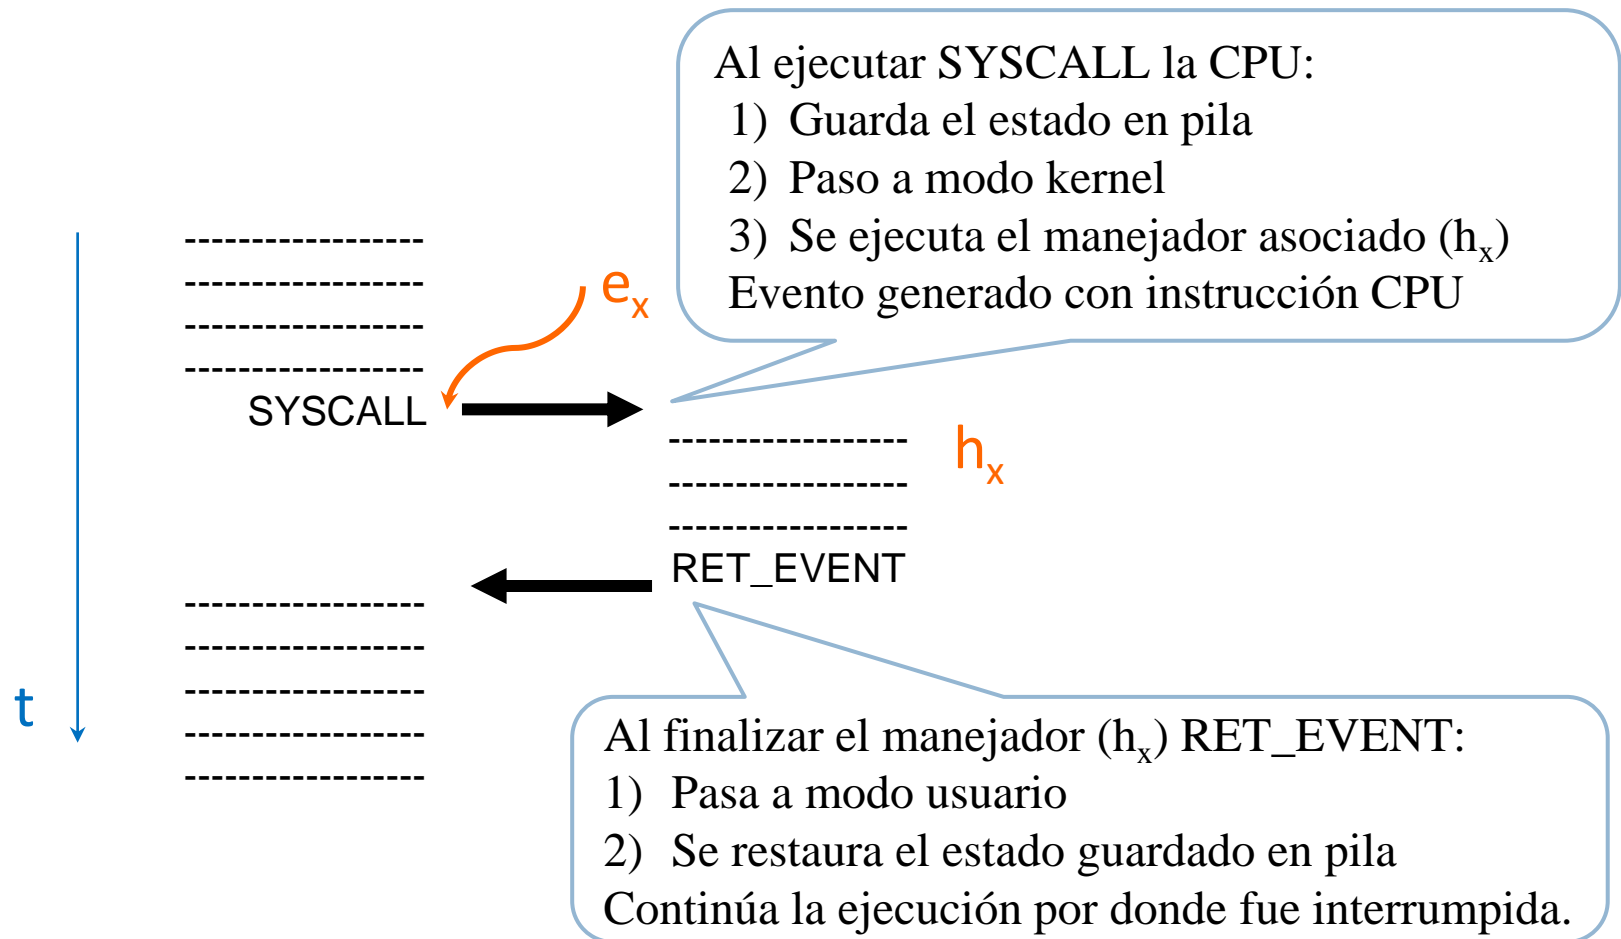 Al ejecutar SYSCALL la CPU:
1) Guarda el estado en pila
2) Paso a modo kernel
3) Se ejecuta el manejador asociado (hx)
Evento generado con instrucción CPU
ex
SYSCALL
hx
RET_EVENT
t
Al finalizar el manejador (hx) RET_EVENT:
1) Pasa a modo usuario
2) Se restaura el estado guardado en pila
Continúa la ejecución por donde fue interrumpida.